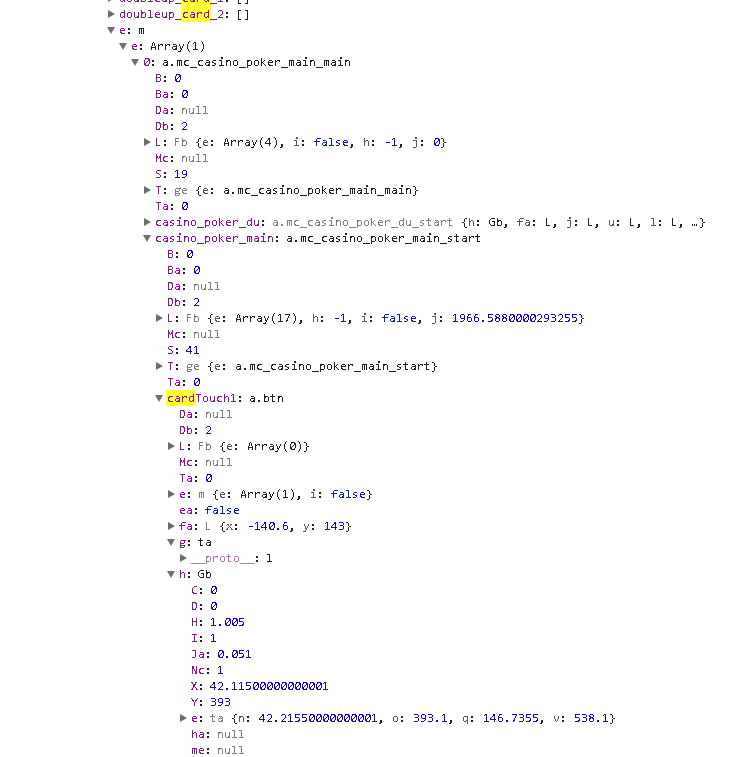 doubleup_card_1: []
▶doubleup_card_2: []
▼e: m
▼e: Array(1)
▼0: a.mc_casino_poker_main_main
B: 0
Ba: 0
Da: null
Db: 2
▶L: Fb {e: Array(4), i: false, h: -1, j: 0}
Mc: null
S: 19
▶T: ge {e: a.mc_casino_poker_main_main}
Ta: 0
▶casino_poker_du: a.mc_casino_poker_du_start {h: Gb, fa: L, j: L, u: L, l: L, …}
▼casino_poker_main: a.mc_casino_poker_main_start
B: 0
Ba: 0
Da: null
Db: 2
▶L: Fb {e: Array(17), h: -1, i: false, j: 1966.5880000293255}
Mc: null
S: 41
▶T: ge {e: a.mc_casino_poker_main_start}
Ta: 0
▼cardTouch1: a.btn
Da: null
Db: 2
▶L: Fb {e: Array(0)}
Mc: null
Ta: 0
▶e: m {e: Array(1), i: false}
ea: false
▶fa: L {x: -140.6, y: 143}
▼g: ta
▶__proto__: l
▼h: Gb
C: 0
D: 0
H: 1.005
I: 1
Ja: 0.051
Nc: 1
X: 42.11500000000001
Y: 393
▶e: ta {n: 42.21550000000001, o: 393.1, q: 146.7355, v: 538.1}
ha: null
me: null